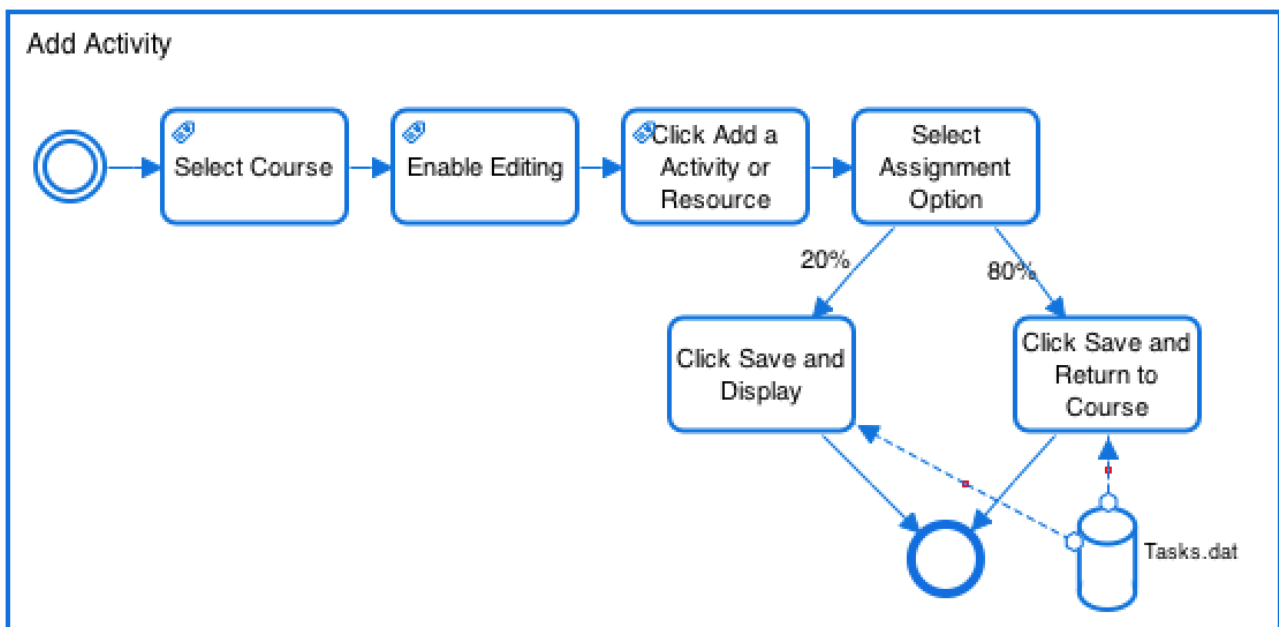 Add Activity
Select Course
Enable Editing
Click Add a
Activity or
Resource
Select
Assignment
Option
20%
80%
Click Save and
Display
Click Save and
Return to
Course
Tasks.dat